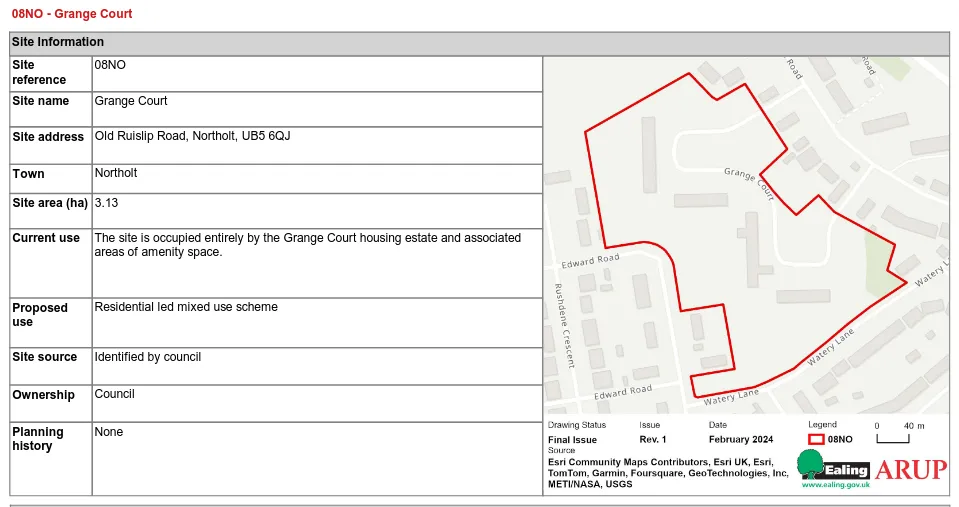 08NO - Grange Court
Site Information
Site
reference
08NO
Site name
Grange Court
Site address
Old Ruislip Road, Northolt, UB5 6QJ
Town
Northolt
Site area (ha)
3.13
Current use
The site is occupied entirely by the Grange Court housing estate and associated
areas of amenity space.
Proposed
use
Residential led mixed use scheme
Site source
Identified by council
Ownership
Council
Planning
history
None
Road
Road
Grange Court
Edward Road
Rushdene Crescent
Watery L
Watery Lane
Edward Road
Watery Lane
Drawing Status
Issue
Date
Legend
0 40 m
Final Issue
Rev. 1
February 2024
08NO
Source
Esri Community Maps Contributors, Esri UK, Esri,
TomTom, Garmin, Foursquare, GeoTechnologies, Inc,
METI/NASA, USGS
Ealing
www.ealing.gov.uk
ARUP